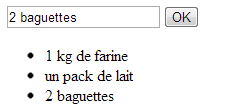 2 baguettes OK
1 kg de farine
un pack de lait
2 baguettes